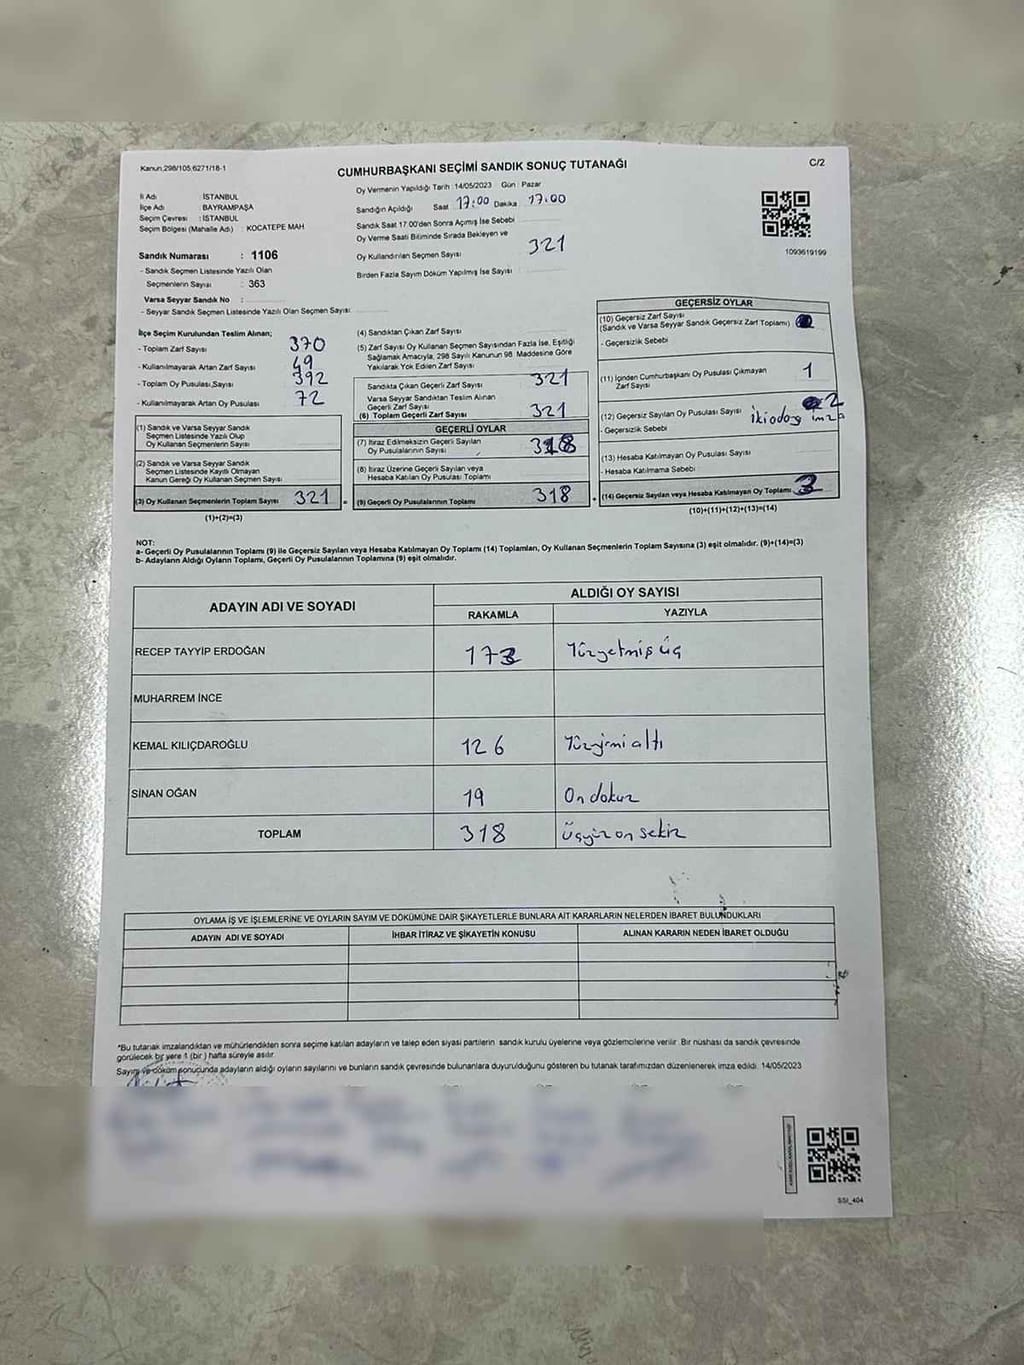 Kanun,298/105;6271/18-1
CUMHURBAŞKANI SEÇİMİ SANDIK SONUÇ TUTANAĞI
C/2
İl Adı : İSTANBUL
İlçe Adı : BAYRAMPAŞA
Seçim Çevresi : İSTANBUL
Seçim Bölgesi (Mahalle Adı) : KOCATEPE MAH
Sandık Numarası : 1106
- Sandık Seçmen Listesinde Yazılı Olan
Seçmenlerin Sayısı : 363
Varsa Seyyar Sandık No :
- Seyyar Sandık Seçmen Listesinde Yazılı Olan Seçmen Sayısı:
Oy Vermenin Yapıldığı Tarih :14/05/2023 Gün : Pazar
Sandığın Açıldığı Saat 17:00 Dakika 17:00
Sandık Saat 17.00'den Sonra Açımış İse Sebebi
Oy Verme Saati Bitiminde Sırada Bekleyen ve
Oy Kullandırılan Seçmen Sayısı 321
Birden Fazla Sayım Döküm Yapılmış İse Sayısı
1093619199
İlçe Seçim Kurulundan Teslim Alınan;
- Toplam Zarf Sayısı 370
- Kullanılmayarak Artan Zarf Sayısı 49
- Toplam Oy Pusulası Sayısı 392
- Kullanılmayarak Artan Oy Pusulası 72
(1) Sandık ve Varsa Seyyar Sandık
Seçmen Listesinde Yazılı Olup
Oy Kullanan Seçmenlerin Sayısı
(2) Sandık ve Varsa Seyyar Sandık
Seçmen Listesinde Kayıtlı Olmayan
Kanun Gereği Oy Kullanan Seçmen Sayısı
(3) Oy Kullanan Seçmenlerin Toplam Sayısı 321
(1)+(2)=(3)
(4) Sandıktan Çıkan Zarf Sayısı
(5) Zarf Sayısı Oy Kullanan Seçmen Sayısından Fazla İse, Eşitliği
Sağlamak Amacıyla, 298 Sayılı Kanunun 98. Maddesine Göre
Yakılarak Yok Edilen Zarf Sayısı
Sandıkta Çıkan Geçerli Zarf Sayısı 321
Varsa Seyyar Sandıktan Teslim Alınan
Geçerli Zarf Sayısı
(6) Toplam Geçerli Zarf Sayısı 321
GEÇERLİ OYLAR
(7) İtiraz Edilmeksizin Geçerli Sayılan
Oy Pusulalarının Sayısı 318
(8) İtiraz Üzerine Geçerli Sayılan veya
Hesaba Katılan Oy Pusulası Toplamı
(9) Geçerli Oy Pusulalarının Toplamı 318
GEÇERSİZ OYLAR
(10) Geçersiz Zarf Sayısı
(Sandık ve Varsa Seyyar Sandık Geçersiz Zarf Toplamı)
- Geçersizlik Sebebi
(11) İçinden Cumhurbaşkanı Oy Pusulası Çıkmayan
Zarf Sayısı 1
(12) Geçersiz Sayılan Oy Pusulası Sayısı 2
- Geçersizlik Sebebi
(13) Hesaba Katılmayan Oy Pusulası Sayısı
- Hesaba Katılmama Sebebi
(14) Geçersiz Sayılan veya Hesaba Katılmayan Oy Toplamı 3
(10)+(11)+(12)+(13)=(14)
NOT:
a- Geçerli Oy Pusulalarının Toplamı (9) ile Geçersiz Sayılan veya Hesaba Katılmayan Oy Toplamı (14) Toplamları, Oy Kullanan Seçmenlerin Toplam Sayısına (3) eşit olmalıdır. (9)+(14)=(3)
b- Adayların Aldığı Oyların Toplamı, Geçerli Oy Pusulalarının Toplamına (9) eşit olmalıdır.
ADAYIN ADI VE SOYADI
ALDIĞI OY SAYISI
RAKAMLA YAZIYLA
RECEP TAYYİP ERDOĞAN 173 Yüzyetmiş üç
MUHARREM İNCE
KEMAL KILIÇDAROĞLU 126 Yüzyirmi altı
SİNAN OĞAN 19 On dokuz
TOPLAM 318 Üçyüz on sekiz
OYLAMA İŞ VE İŞLEMLERİNE VE OYLARIN SAYIM VE DÖKÜMÜNE DAİR ŞİKAYETLERLE BUNLARA AİT KARARLARIN NELERDEN İBARET BULUNDUKLARI
ADAYIN ADI VE SOYADI İHBAR İTİRAZ VE ŞİKAYETİN KONUSU ALINAN KARARIN NEDEN İBARET OLDUĞU
*Bu tutanak imzalandıktan ve mühürlendikten sonra seçime katılan adayların ve talep eden siyasi partilerin sandık kurulu üyelerine veya gözlemcilerine verilir. Bir nüshası da sandık çevresinde
görülecek bir yere 1 (bir ) hafta süreyle asılır.
Sayım ve döküm sonucunda adayların aldığı oyların sayılarını ve bunların sandık çevresinde bulunanlara duyurulduğunu gösteren bu tutanak tarafımızdan düzenlenerek imza edildi. 14/05/2023
SSI_404